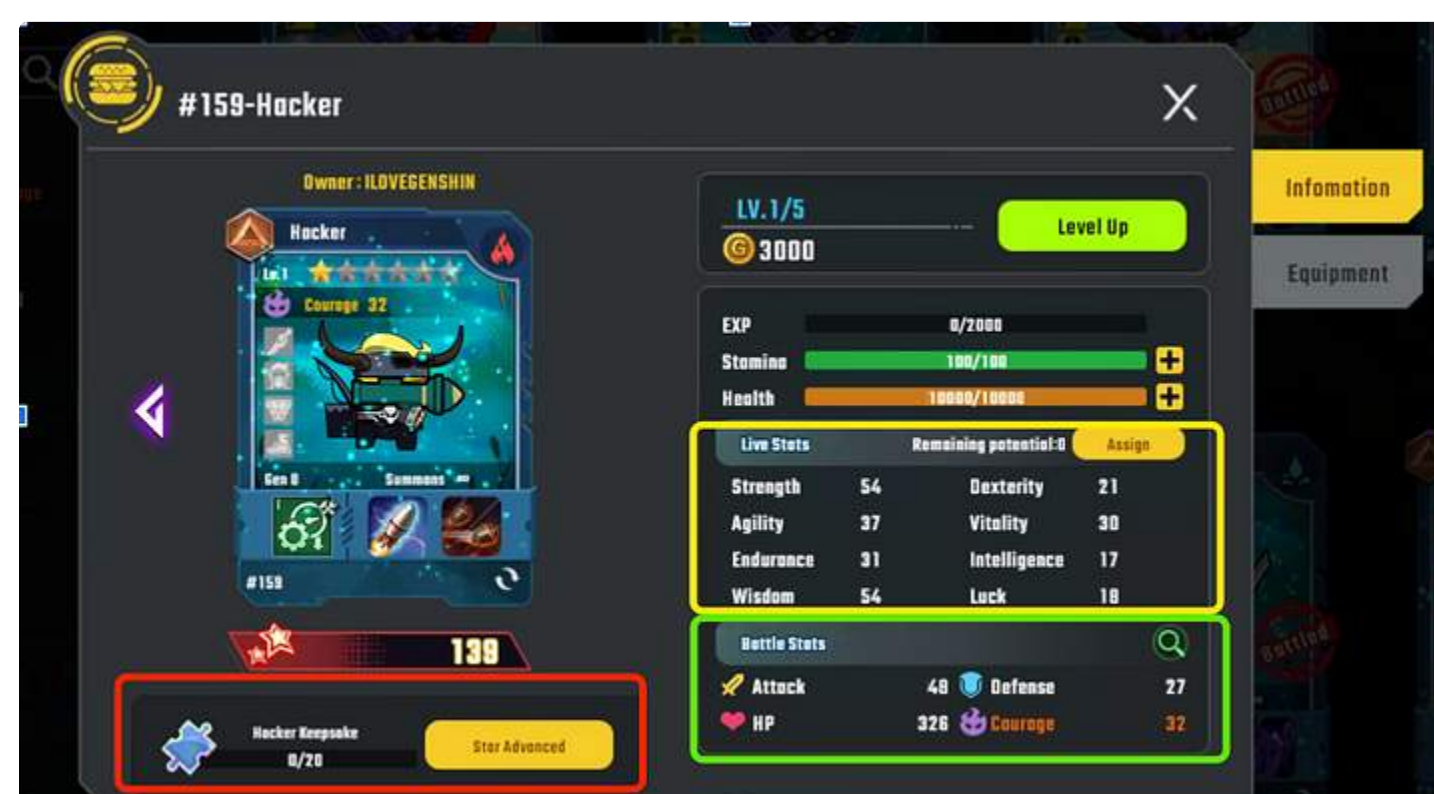 #159-Hacker
X
Battled
Infomation
Equipment
Owner : ILOVEGENSHIN
Hacker
Lv.1
Courage 32
Gen 0 Summons ∞
#159
139
Hacker Keepsake
0/20
Star Advanced
LV.1/5
G 3000
Level Up
EXP 0/2000
Stamina 100/100
Health 10000/10000
Live Stats Remaining potential:0 Assign
Strength 54 Dexterity 21
Agility 37 Vitality 30
Endurance 31 Intelligence 17
Wisdom 54 Luck 18
Battle Stats
Attack 48 Defense 27
HP 326 Courage 32
Battled